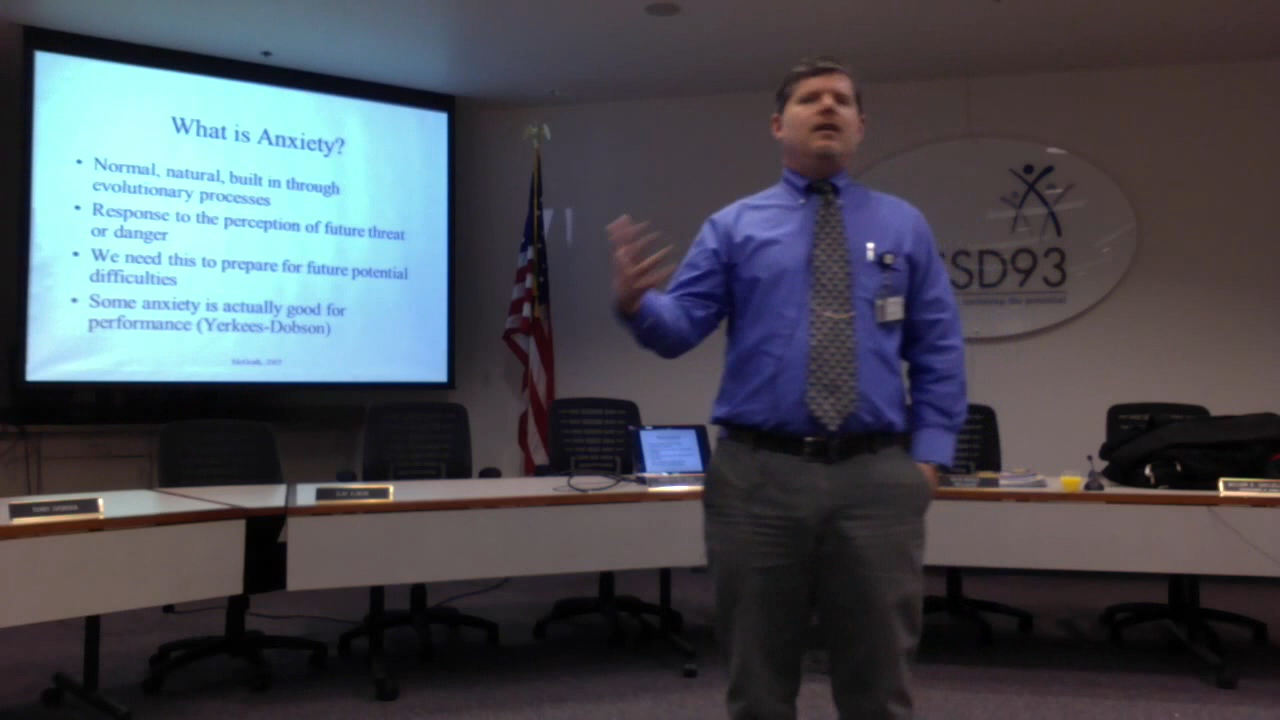 What is Anxiety?
• Normal, natural, built in through
evolutionary processes
• Response to the perception of future threat
or danger
• We need this to prepare for future potential
difficulties
• Some anxiety is actually good for
performance (Yerkees-Dobson)
SD93